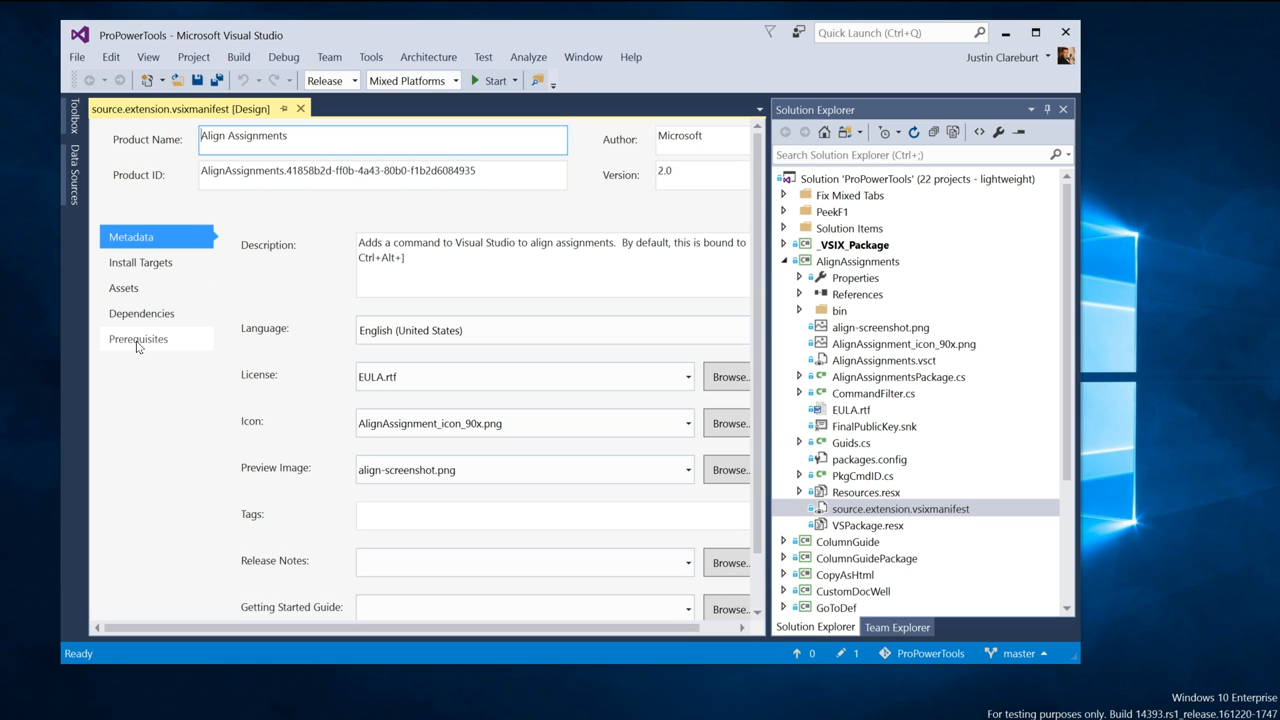 ProPowerTools - Microsoft Visual Studio
Quick Launch (Ctrl+Q)
File Edit View Project Build Debug Team Tools Architecture Test Analyze Window Help
Justin Clareburt
Release Mixed Platforms Start
Toolbox
Data Sources
source.extension.vsixmanifest [Design]
Product Name: Align Assignments Author: Microsoft
Product ID: AlignAssignments.41858b2d-ff0b-4a43-80b0-f1b2d6084935 Version: 2.0
Metadata
Install Targets
Assets
Dependencies
Prerequisites
Description: Adds a command to Visual Studio to align assignments. By default, this is bound to
Ctrl+Alt+]
Language: English (United States)
License: EULA.rtf Browse..
Icon: AlignAssignment_icon_90x.png Browse..
Preview Image: align-screenshot.png Browse..
Tags:
Release Notes: Browse..
Getting Started Guide: Browse..
Solution Explorer
Search Solution Explorer (Ctrl+;)
Solution 'ProPowerTools' (22 projects - lightweight)
Fix Mixed Tabs
PeekF1
Solution Items
_VSIX_Package
AlignAssignments
Properties
References
bin
align-screenshot.png
AlignAssignment_icon_90x.png
AlignAssignments.vsct
AlignAssignmentsPackage.cs
CommandFilter.cs
EULA.rtf
FinalPublicKey.snk
Guids.cs
packages.config
PkgCmdID.cs
Resources.resx
source.extension.vsixmanifest
VSPackage.resx
ColumnGuide
ColumnGuidePackage
CopyAsHtml
CustomDocWell
GoToDef
Solution Explorer Team Explorer
Ready 0 1 ProPowerTools master
Windows 10 Enterprise
For testing purposes only. Build 14393.rs1_release.161220-1747